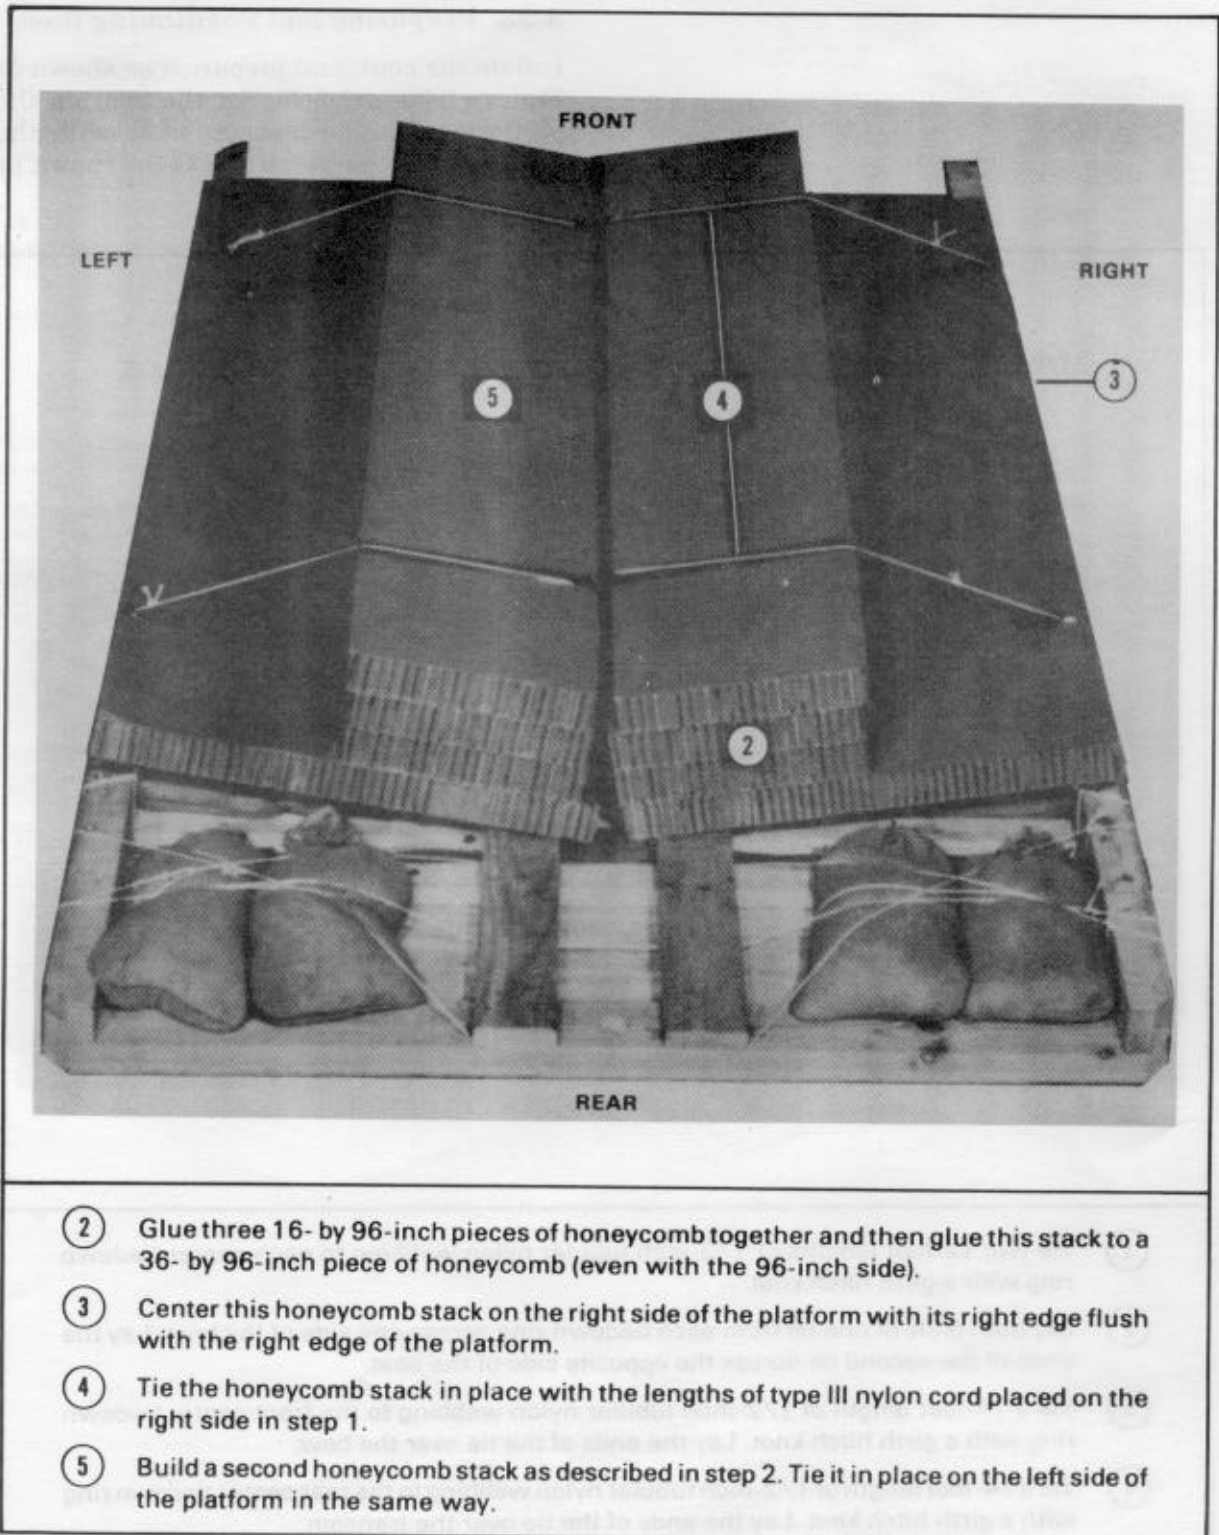 FRONT
LEFT
RIGHT
3
5
4
2
REAR
2 Glue three 16- by 96-inch pieces of honeycomb together and then glue this stack to a
36- by 96-inch piece of honeycomb (even with the 96-inch side).
3 Center this honeycomb stack on the right side of the platform with its right edge flush
with the right edge of the platform.
4 Tie the honeycomb stack in place with the lengths of type III nylon cord placed on the
right side in step 1.
5 Build a second honeycomb stack as described in step 2. Tie it in place on the left side of
the platform in the same way.